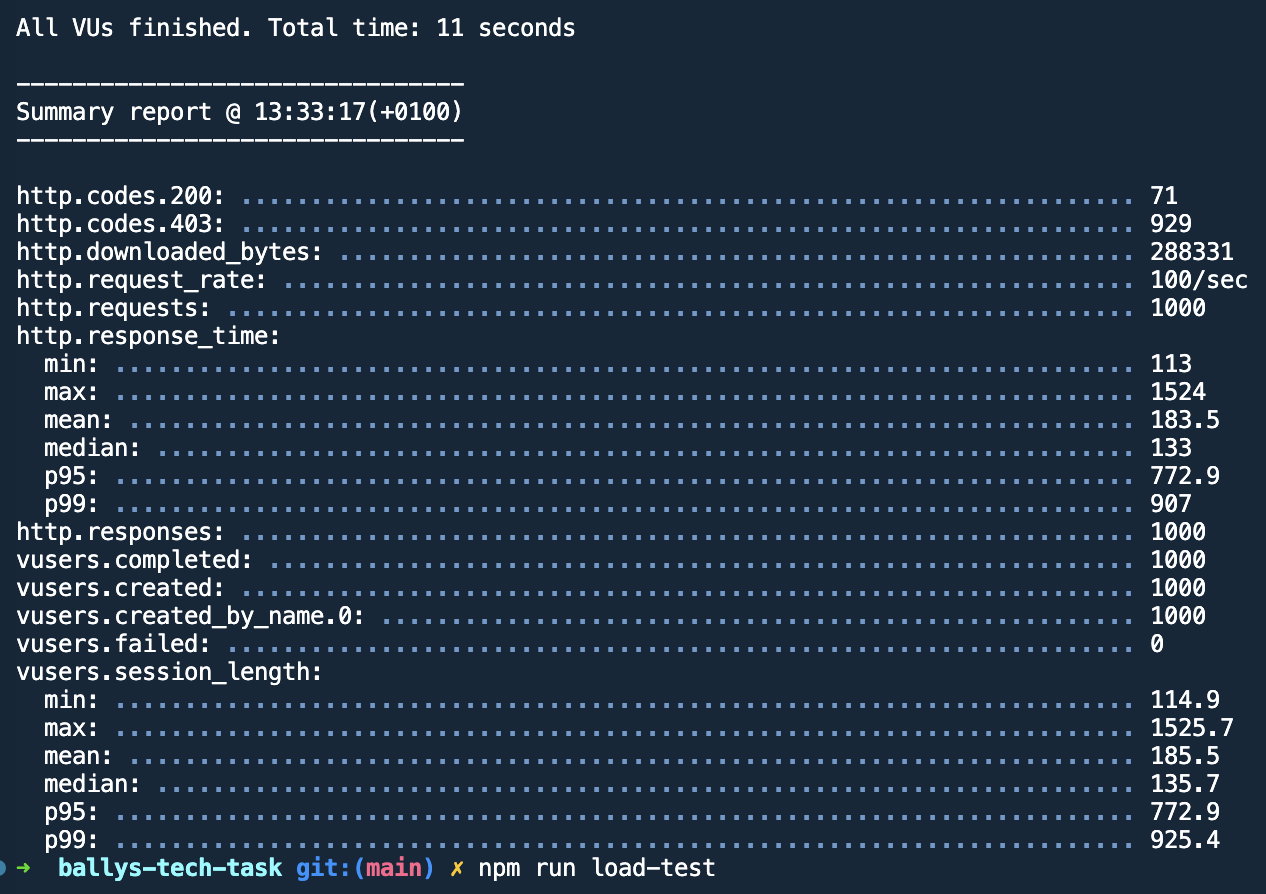 All VUs finished. Total time: 11 seconds
--------------------------------
Summary report @ 13:33:17(+0100)
--------------------------------
http.codes.200: ................................................................ 71
http.codes.403: ................................................................ 929
http.downloaded_bytes: ......................................................... 288331
http.request_rate: ............................................................. 100/sec
http.requests: ................................................................. 1000
http.response_time:
  min: ......................................................................... 113
  max: ......................................................................... 1524
  mean: ........................................................................ 183.5
  median: ...................................................................... 133
  p95: ......................................................................... 772.9
  p99: ......................................................................... 907
http.responses: ................................................................ 1000
vusers.completed: .............................................................. 1000
vusers.created: ................................................................ 1000
vusers.created_by_name.0: ...................................................... 1000
vusers.failed: ................................................................. 0
vusers.session_length:
  min: ......................................................................... 114.9
  max: ......................................................................... 1525.7
  mean: ........................................................................ 185.5
  median: ...................................................................... 135.7
  p95: ......................................................................... 772.9
  p99: ......................................................................... 925.4
➜  ballys-tech-task git:(main) ✗ npm run load-test